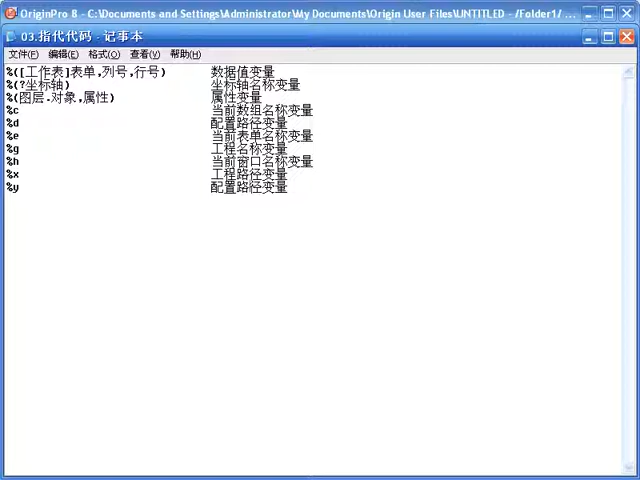 OriginPro 8 - C:\Documents and Settings\Administrator\My Documents\Origin User Files\UNTITLED - /Folder1/ ...
03.指代代码 - 记事本
文件(F) 编辑(E) 格式(O) 查看(V) 帮助(H)
%([工作表]表单,列号,行号) 数据值变量
%(?坐标轴) 坐标轴名称变量
%(图层.对象,属性) 属性变量
%c 当前数组名称变量
%d 配置路径变量
%e 当前表单名称变量
%g 工程名称变量
%h 当前窗口名称变量
%x 工程路径变量
%y 配置路径变量